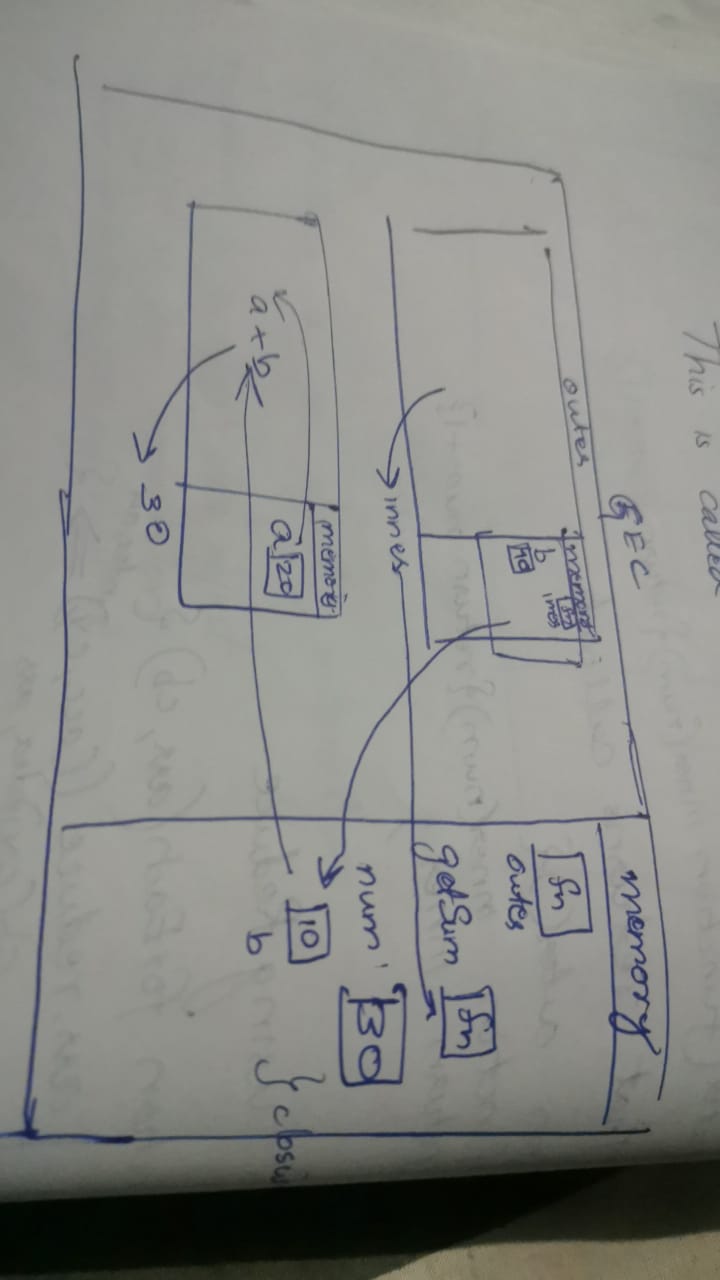 This is called
GEC
memory
outer
memory
fn
inner
b
10
fn
outer
inner
getSum
fn
num
30
memory
a
20
a + b
10
b
30
{ closu